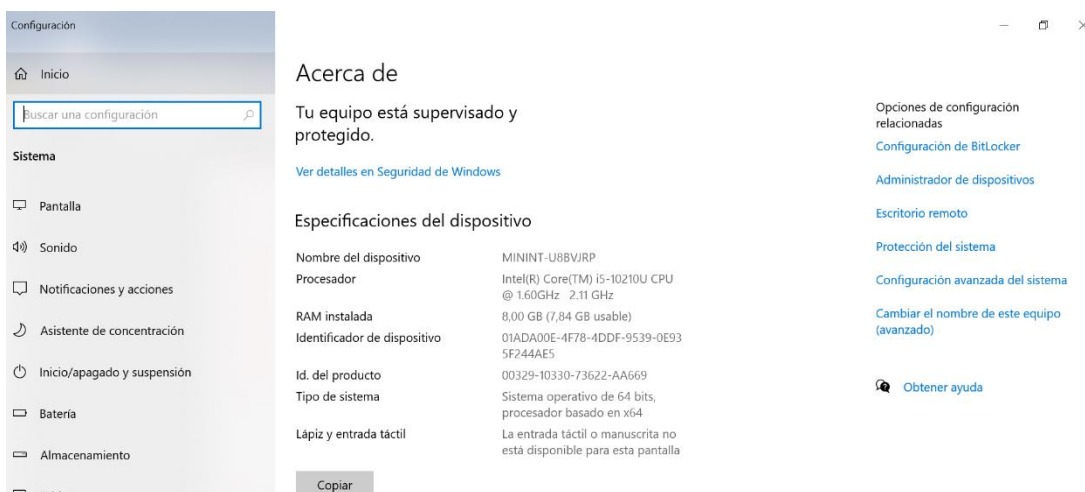 Configuración
Inicio
Buscar una configuración
Sistema
Pantalla
Sonido
Notificaciones y acciones
Asistente de concentración
Inicio/apagado y suspensión
Batería
Almacenamiento
Acerca de
Tu equipo está supervisado y
protegido.
Ver detalles en Seguridad de Windows
Especificaciones del dispositivo
Nombre del dispositivo MININT-U8BVJRP
Procesador Intel(R) Core(TM) i5-10210U CPU
@ 1.60GHz 2.11 GHz
RAM instalada 8,00 GB (7,84 GB usable)
Identificador de dispositivo 01ADA00E-4F78-4DDF-9539-0E93
5F244AE5
Id. del producto 00329-10330-73622-AA669
Tipo de sistema Sistema operativo de 64 bits,
procesador basado en x64
Lápiz y entrada táctil La entrada táctil o manuscrita no
está disponible para esta pantalla
Copiar
Opciones de configuración
relacionadas
Configuración de BitLocker
Administrador de dispositivos
Escritorio remoto
Protección del sistema
Configuración avanzada del sistema
Cambiar el nombre de este equipo
(avanzado)
Obtener ayuda